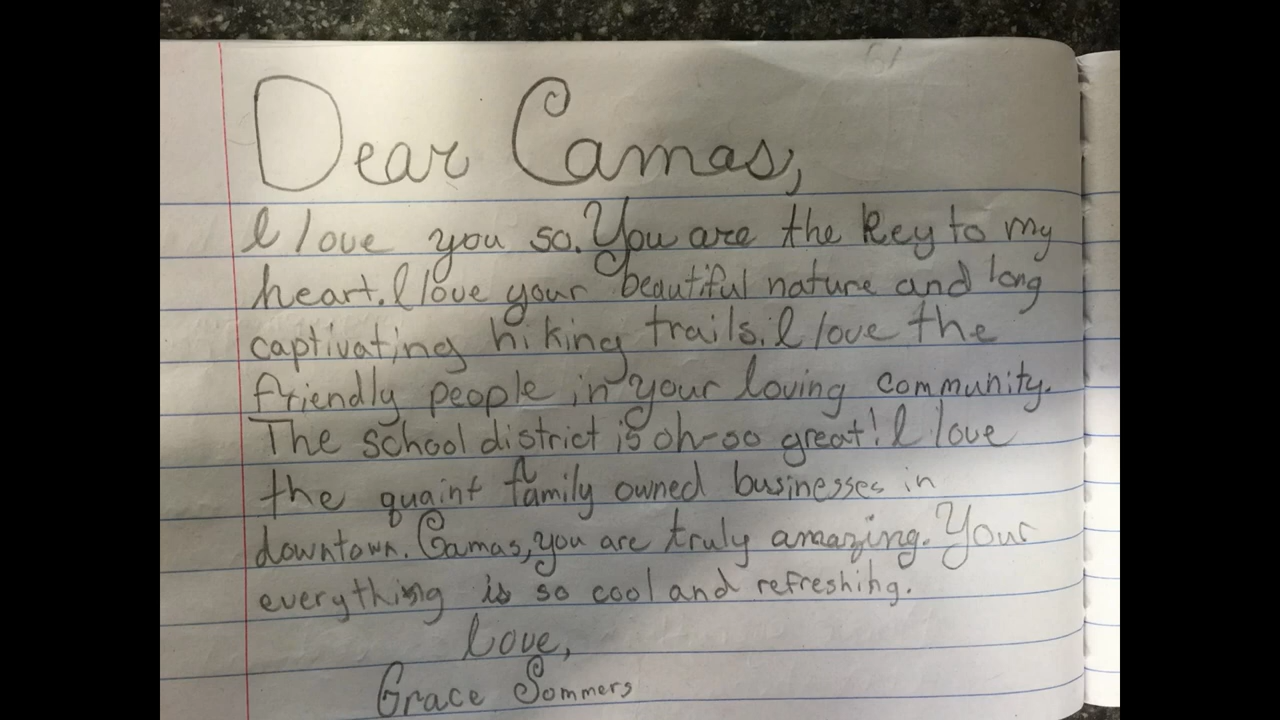 Dear Camas,
I love you so. You are the key to my
heart. I love your beautiful nature and long
captivating hiking trails. I love the
friendly people in your loving community.
The school district is oh-so great! I love
the quaint family owned businesses in
downtown. Camas, you are truly amazing. Your
everything is so cool and refreshing.
Love,
Grace Sommers